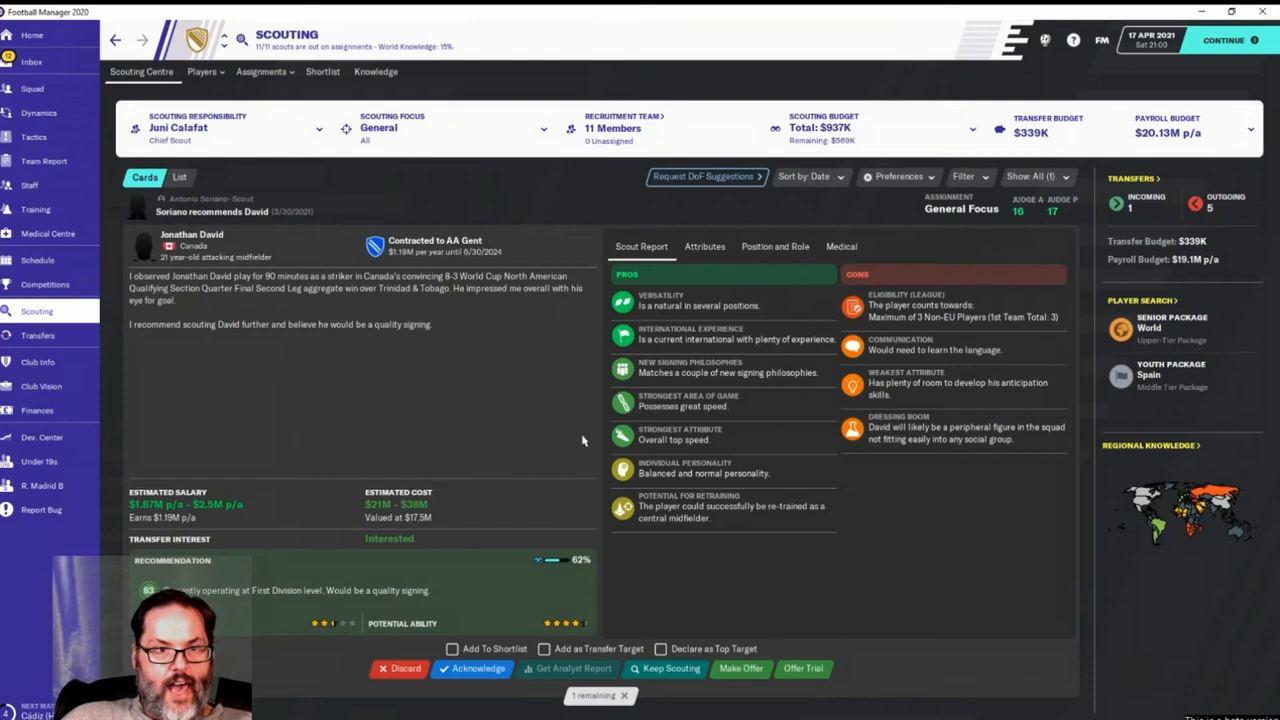 Football Manager 2020
Home
12
Inbox
Squad
Dynamics
Tactics
Team Report
Staff
Training
Medical Centre
Schedule
Competitions
Scouting
Transfers
Club Info
Club Vision
Finances
Dev. Center
Under 19s
R. Madrid B
Report Bug
4
NEXT MAT
Cádiz (H
SCOUTING
11/11 scouts are out on assignments - World Knowledge: 15%
FM
17 APR 2021
Sat 21:00
CONTINUE
Scouting Centre
Players
Assignments
Shortlist
Knowledge
SCOUTING RESPONSIBILITY
Juni Calafat
Chief Scout
SCOUTING FOCUS
General
All
RECRUITMENT TEAM >
11 Members
0 Unassigned
SCOUTING BUDGET
Total: $937K
Remaining: $569K
TRANSFER BUDGET
$339K
PAYROLL BUDGET
$20.13M p/a
Cards
List
Request DoF Suggestions >
Sort by: Date
Preferences
Filter
Show: All (1)
Antonio Soriano- Scout
Soriano recommends David (3/30/2021)
ASSIGNMENT
General Focus
JUDGE A
16
JUDGE P
17
Jonathan David
Canada
21 year-old attacking midfielder
Contracted to AA Gent
$1.19M per year until 6/30/2024
I observed Jonathan David play for 90 minutes as a striker in Canada's convincing 8-3 World Cup North American
Qualifying Section Quarter Final Second Leg aggregate win over Trinidad & Tobago. He impressed me overall with his
eye for goal.
I recommend scouting David further and believe he would be a quality signing.
ESTIMATED SALARY
$1.87M p/a - $2.5M p/a
Earns $1.19M p/a
ESTIMATED COST
$21M - $38M
Valued at $17.5M
TRANSFER INTEREST
Interested
RECOMMENDATION
62%
83
operating at First Division level. Would be a quality signing.
POTENTIAL ABILITY
Scout Report
Attributes
Position and Role
Medical
PROS
VERSATILITY
Is a natural in several positions.
INTERNATIONAL EXPERIENCE
Is a current international with plenty of experience.
NEW SIGNING PHILOSOPHIES
Matches a couple of new signing philosophies.
STRONGEST AREA OF GAME
Possesses great speed.
STRONGEST ATTRIBUTE
Overall top speed.
INDIVIDUAL PERSONALITY
Balanced and normal personality.
POTENTIAL FOR RETRAINING
The player could successfully be re-trained as a
central midfielder.
CONS
ELIGIBILITY (LEAGUE)
The player counts towards:
Maximum of 3 Non-EU Players (1st Team Total: 3)
COMMUNICATION
Would need to learn the language.
WEAKEST ATTRIBUTE
Has plenty of room to develop his anticipation
skills.
DRESSING ROOM
David will likely be a peripheral figure in the squad
not fitting easily into any social group.
Add To Shortlist
Add as Transfer Target
Declare as Top Target
Discard
Acknowledge
Get Analyst Report
Keep Scouting
Make Offer
Offer Trial
1 remaining
TRANSFERS >
INCOMING
1
OUTGOING
5
Transfer Budget: $339K
Payroll Budget: $19.1M p/a
PLAYER SEARCH >
SENIOR PACKAGE
World
Upper-Tier Package
YOUTH PACKAGE
Spain
Middle Tier Package
REGIONAL KNOWLEDGE >